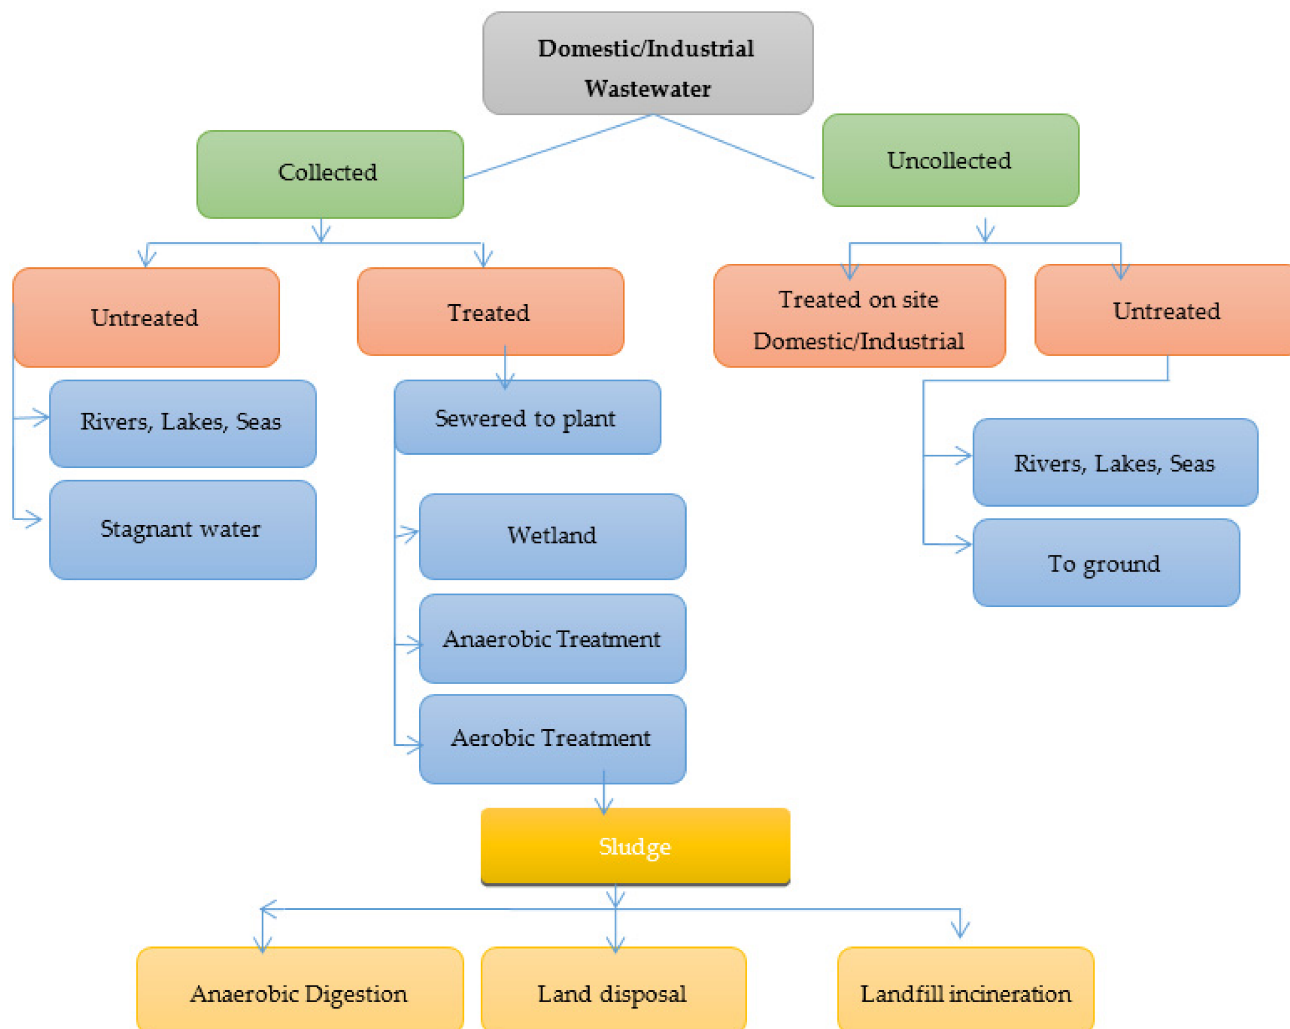 Domestic/Industrial
Wastewater
Collected
Uncollected
Untreated
Treated
Treated on site
Domestic/Industrial
Untreated
Rivers, Lakes, Seas
Sewered to plant
Rivers, Lakes, Seas
Stagnant water
Wetland
To ground
Anaerobic Treatment
Aerobic Treatment
Sludge
Anaerobic Digestion
Land disposal
Landfill incineration